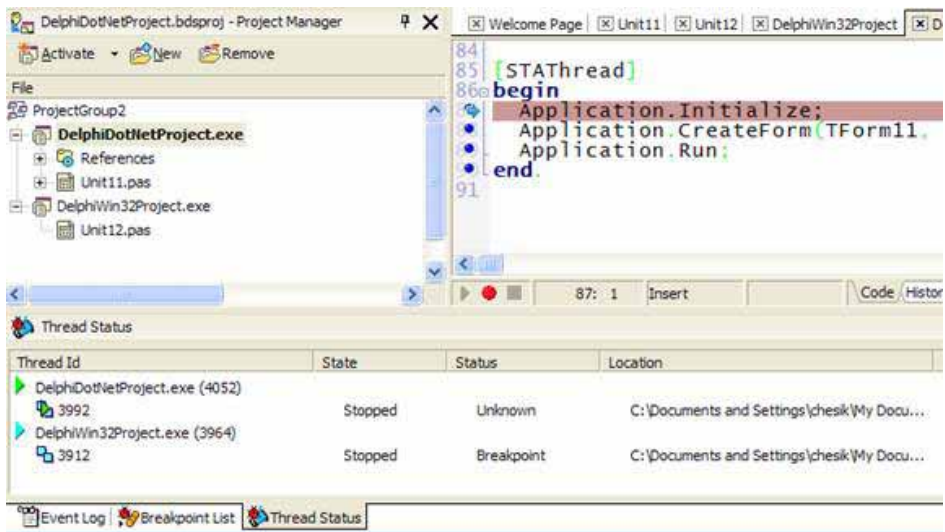 DelphiDotNetProject.bdsproj - Project Manager
Activate New Remove
File
ProjectGroup2
DelphiDotNetProject.exe
References
Unit11.pas
DelphiWin32Project.exe
Unit12.pas
Welcome Page Unit11 Unit12 DelphiWin32Project D
84
85 [STAThread]
86 begin
Application.Initialize;
Application.CreateForm(TForm11,
Application.Run;
end.
91
87: 1 Insert Code Histor
Thread Status
Thread Id State Status Location
DelphiDotNetProject.exe (4052)
3992 Stopped Unknown C:\Documents and Settings\chesik\My Docu...
DelphiWin32Project.exe (3964)
3912 Stopped Breakpoint C:\Documents and Settings\chesik\My Docu...
Event Log Breakpoint List Thread Status